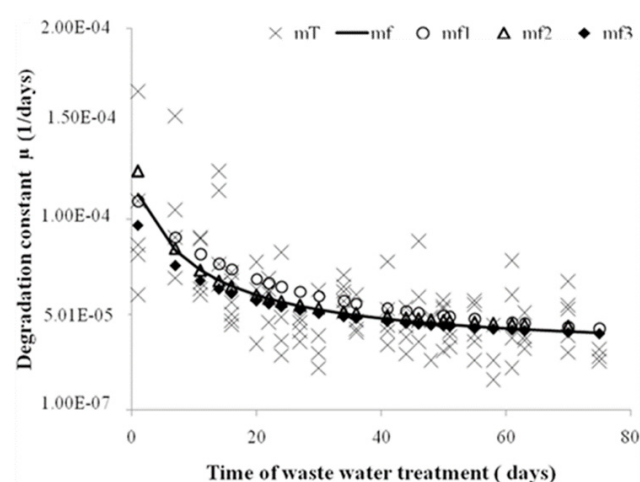 2.00E-04
mT mf mf1 mf2 mf3
1.50E-04
1.00E-04
5.01E-05
1.00E-07
Degradation constant μ (1/days)
0 20 40 60 80
Time of waste water treatment ( days)